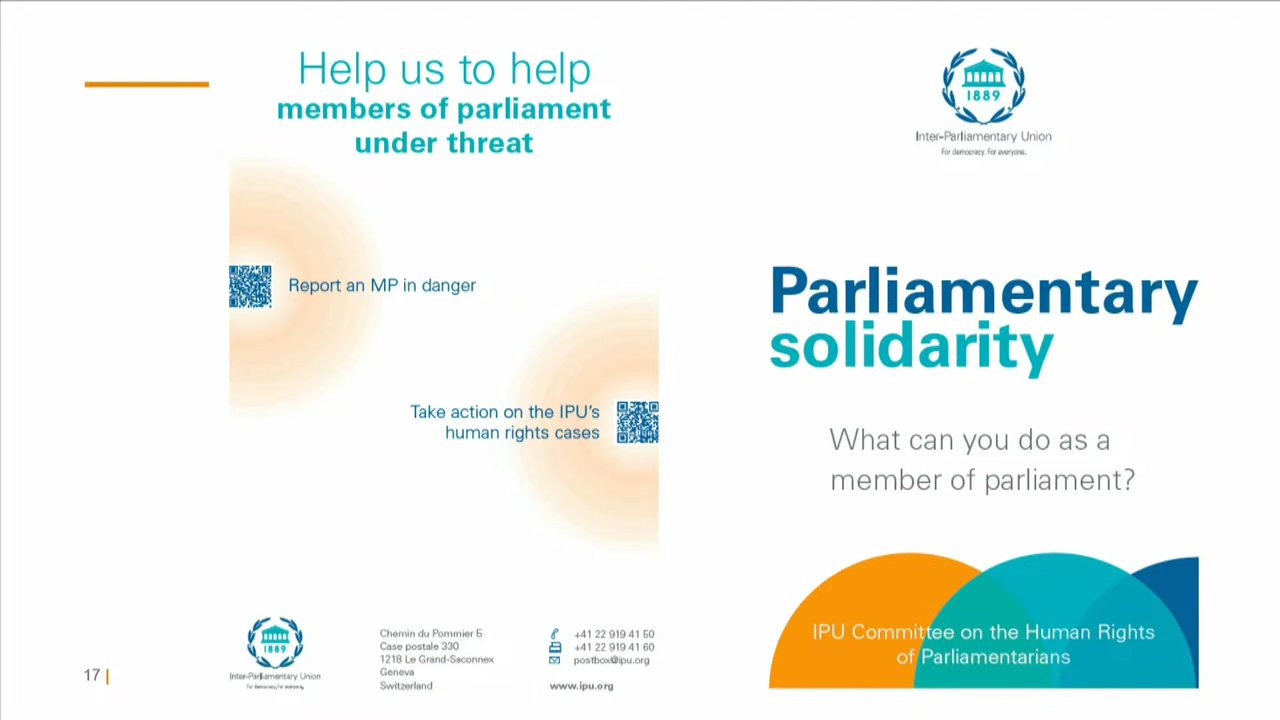 Help us to help
members of parliament
under threat
Report an MP in danger
Take action on the IPU's
human rights cases
1889
Inter-Parliamentary Union
For democracy. For everyone.
Chemin du Pommier 5
Case postale 330
1218 Le Grand-Saconnex
Geneva
Switzerland
+41 22 919 41 50
+41 22 919 41 60
postbox@ipu.org
www.ipu.org
17
1889
Inter-Parliamentary Union
For democracy. For everyone.
Parliamentary
solidarity
What can you do as a
member of parliament?
IPU Committee on the Human Rights
of Parliamentarians